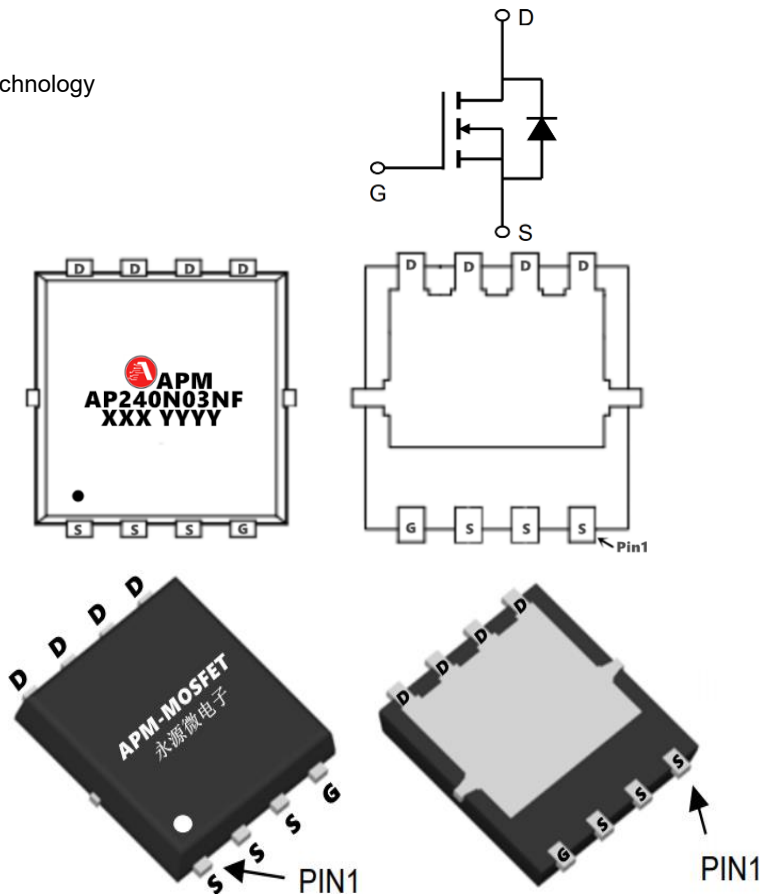 chnology
D
G
S
D D D D
APM
AP240N03NF
XXX YYYY
S S S G
D D D D
G S S S
Pin1
D D D D
APM-MOSFET
永源微电子
S S S G
PIN1
D D D D
G S S S
PIN1